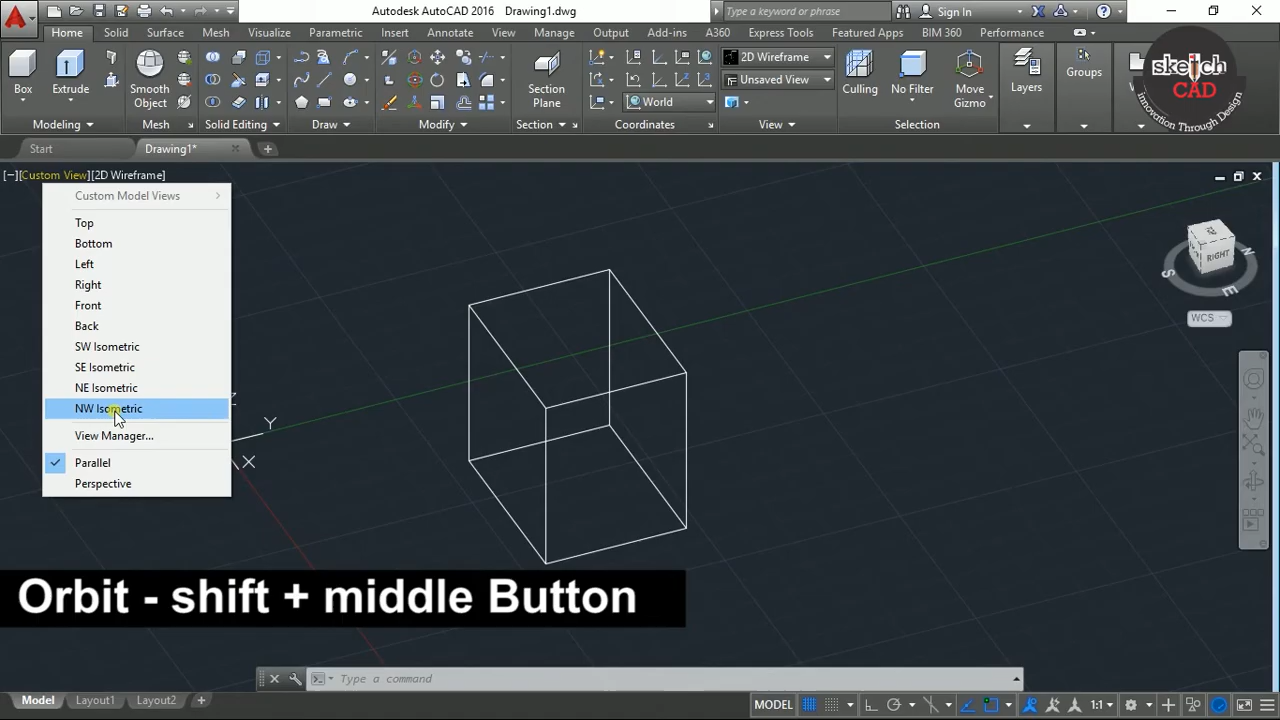 Autodesk AutoCAD 2016 Drawing1.dwg
Type a keyword or phrase
Sign In
Home Solid Surface Mesh Visualize Parametric Insert Annotate View Manage Output Add-ins A360 Express Tools Featured Apps BIM 360 Performance
Box
Extrude
Smooth
Object
Section
Plane
World
2D Wireframe
Unsaved View
Culling
No Filter
Move
Gizmo
Layers
Groups
sketch
CAD
Innovation Through Design
Modeling Mesh Solid Editing Draw Modify Section Coordinates View Selection
Start Drawing1*
[−][Custom View][2D Wireframe]
Custom Model Views
Top
Bottom
Left
Right
Front
Back
SW Isometric
SE Isometric
NE Isometric
NW Isometric
View Manager...
Parallel
Perspective
Z
Y
X
RIGHT
S
N
E
WCS
Orbit - shift + middle Button
Type a command
Model Layout1 Layout2
MODEL
1:1